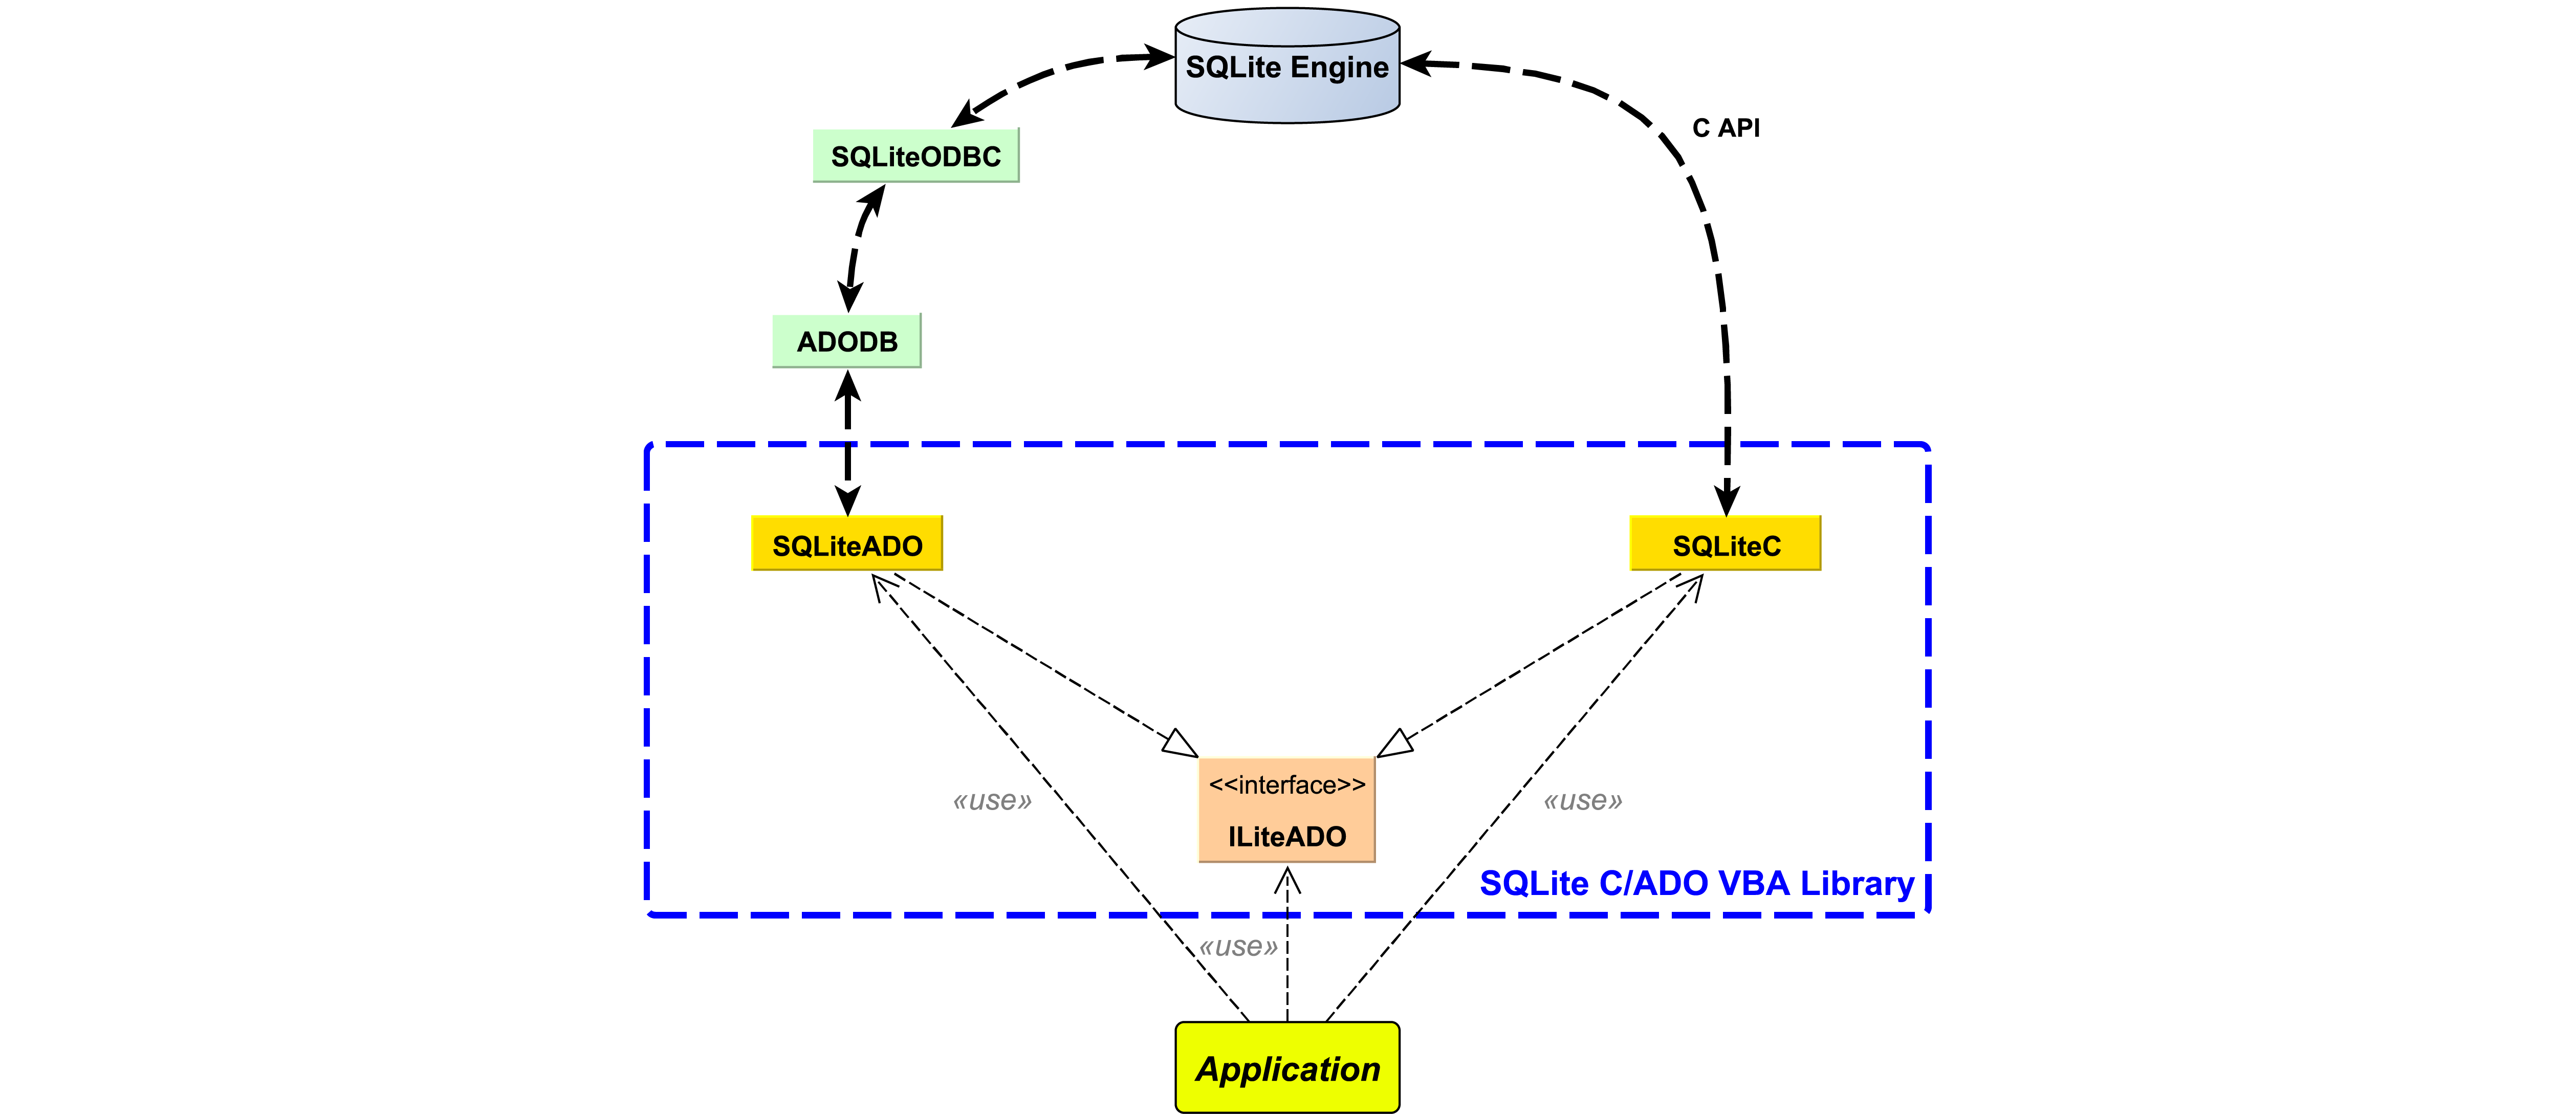 SQLite Engine
C API
SQLiteODBC
ADODB
SQLiteADO
SQLiteC
<<interface>>
ILiteADO
«use»
«use»
SQLite C/ADO VBA Library
«use»
Application